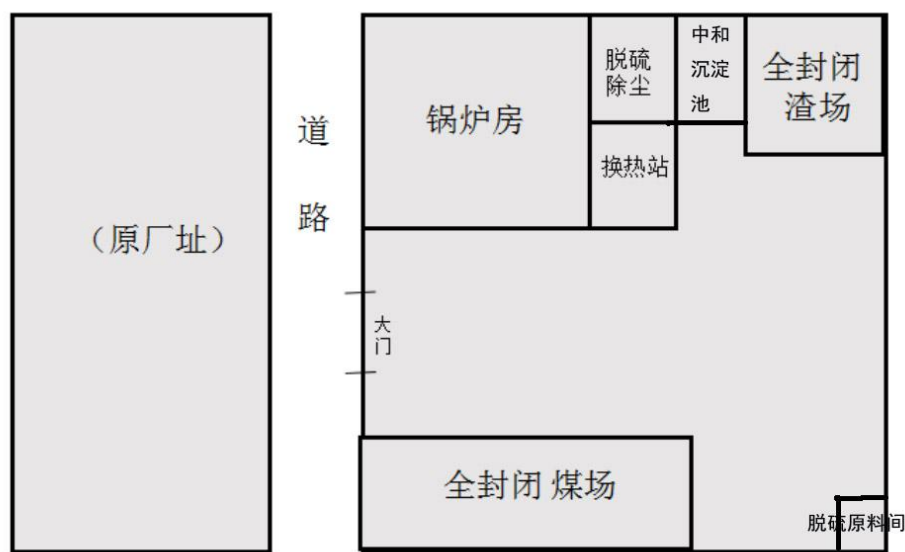 （原厂址）
道
路
锅炉房
脱硫
除尘
中和
沉淀
池
全封闭
渣场
换热站
大
门
全封闭 煤场
脱硫原料间